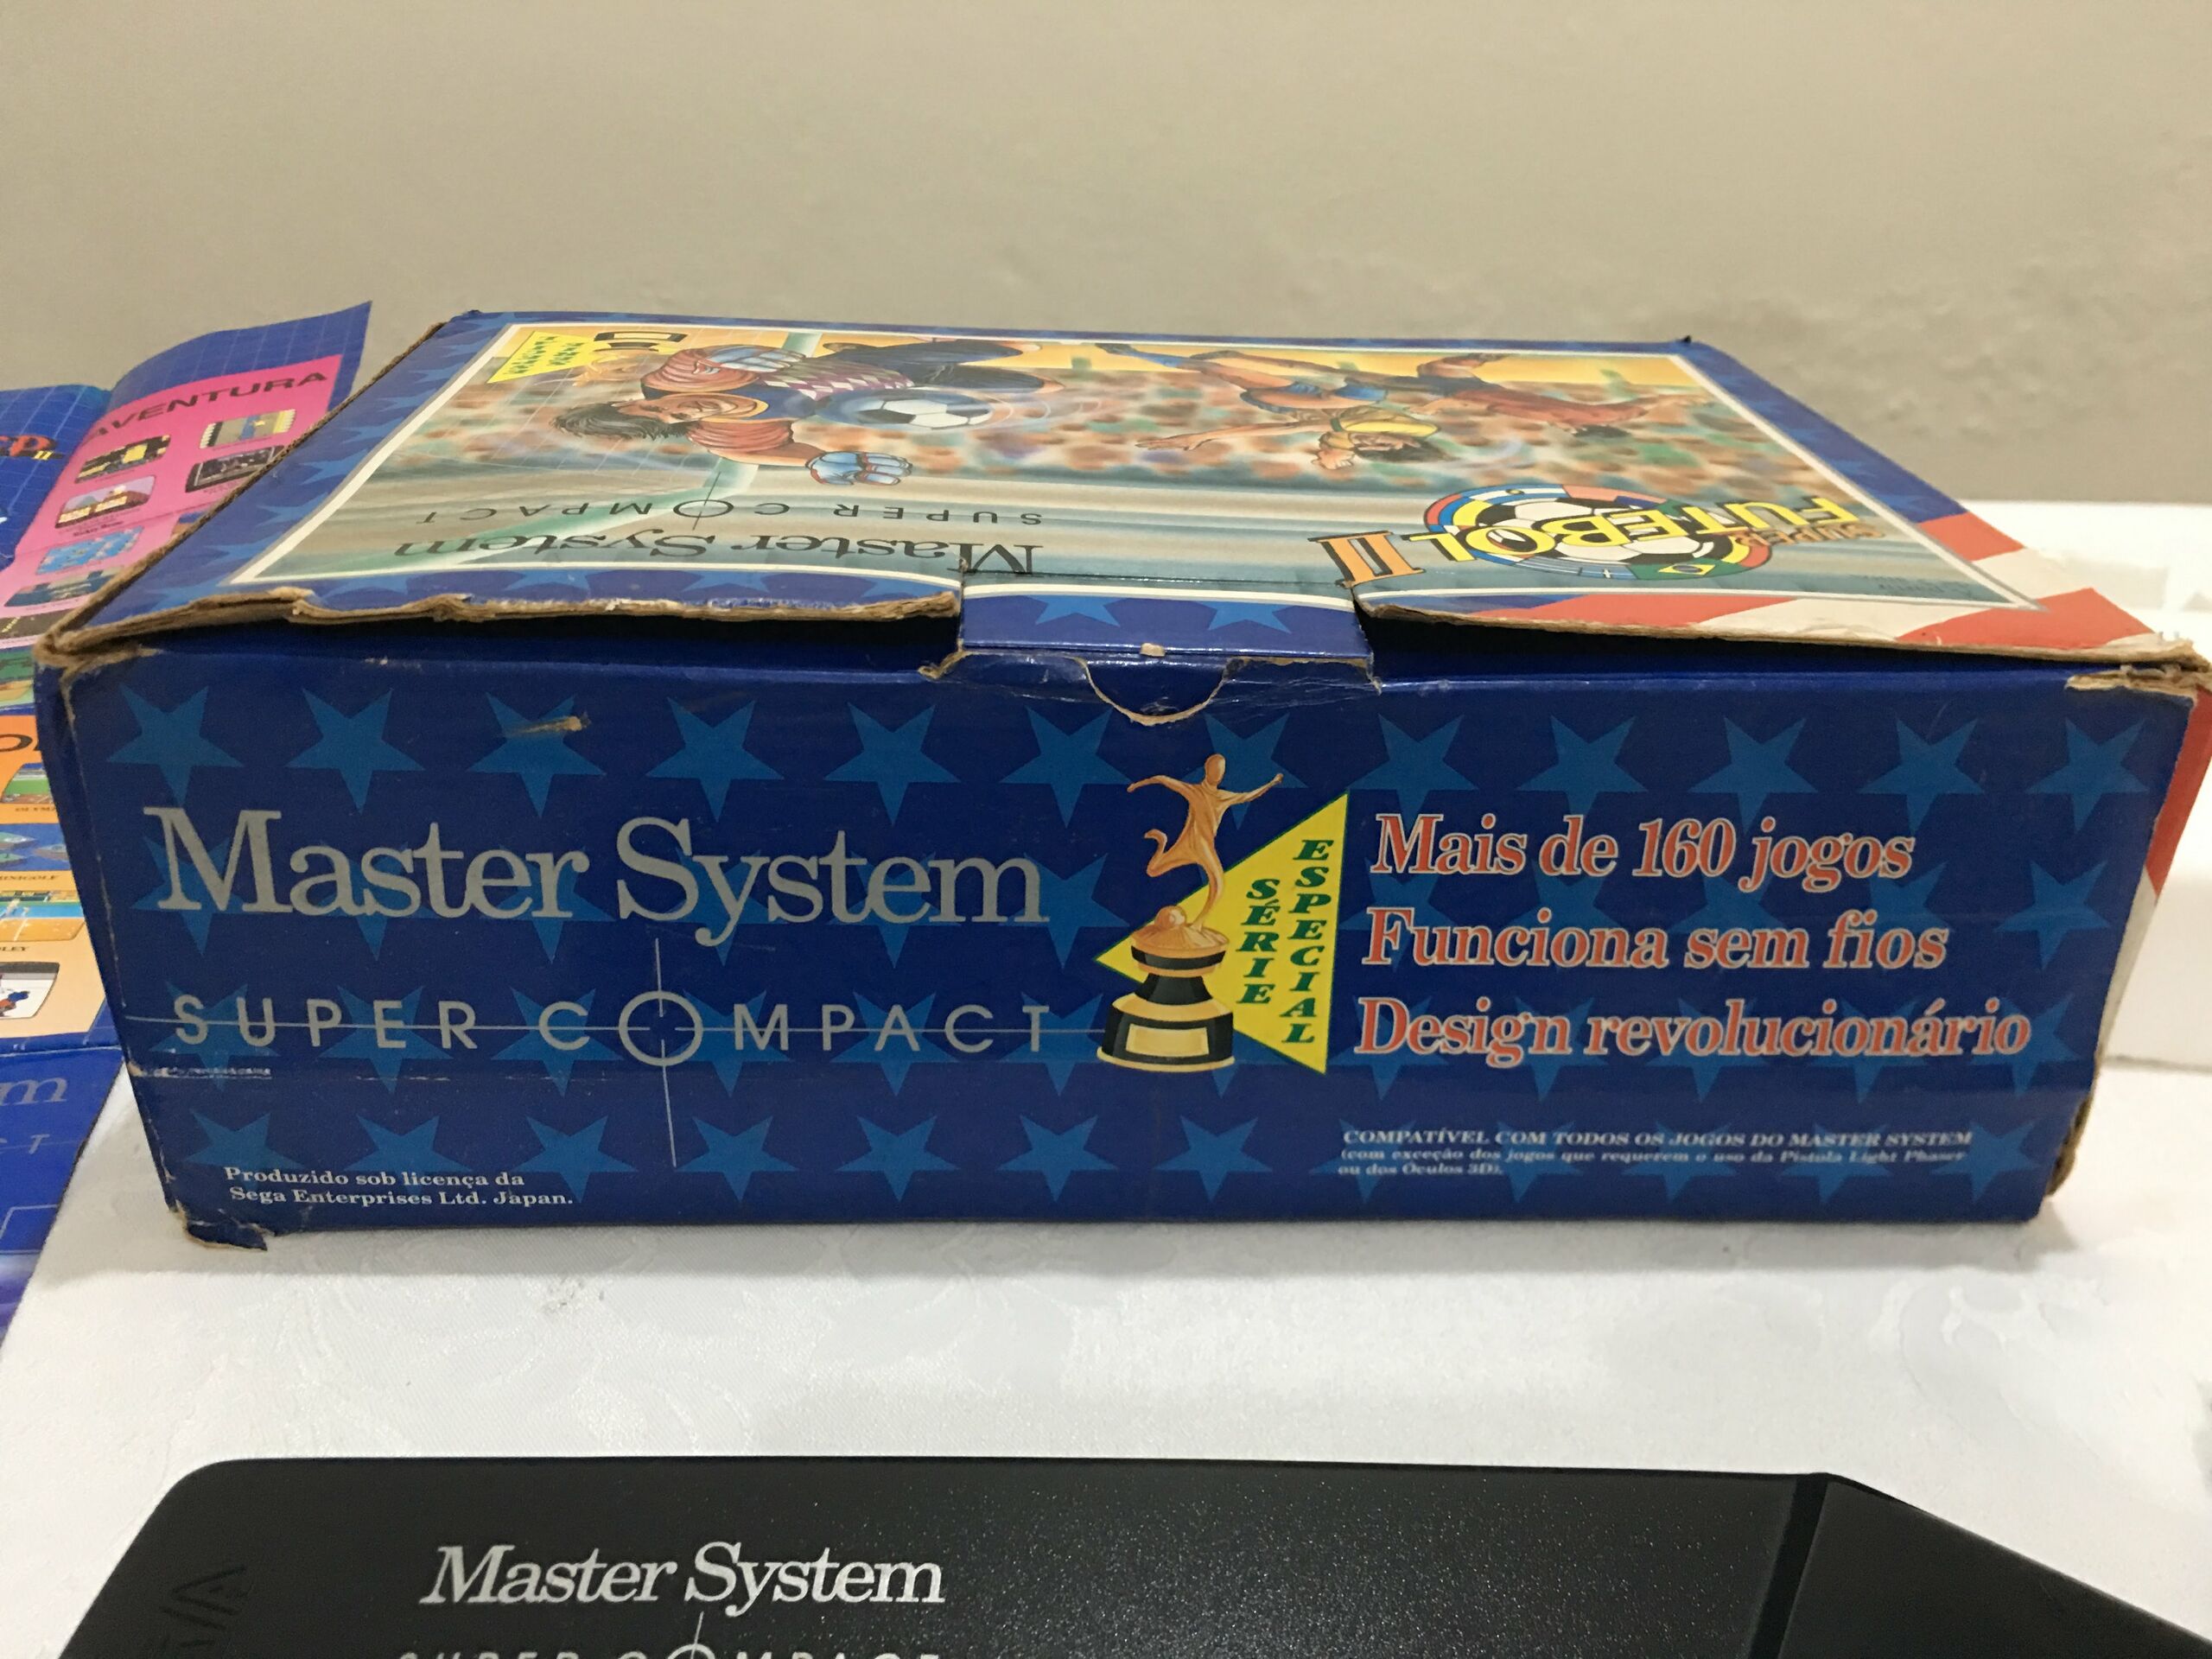 AVENTURA
Master System
SUPER COMPACT
SUPER
FUTEBOL
II
Master System
SUPER COMPACT
SÉRIE
ESPECIAL
Mais de 160 jogos
Funciona sem fios
Design revolucionário
COMPATÍVEL COM TODOS OS JOGOS DO MASTER SYSTEM
(com exceção dos jogos que requerem o uso da Pistola Light Phaser
ou dos Óculos 3D).
Produzido sob licença da
Sega Enterprises Ltd. Japan.
Master System
SUPER COMPACT